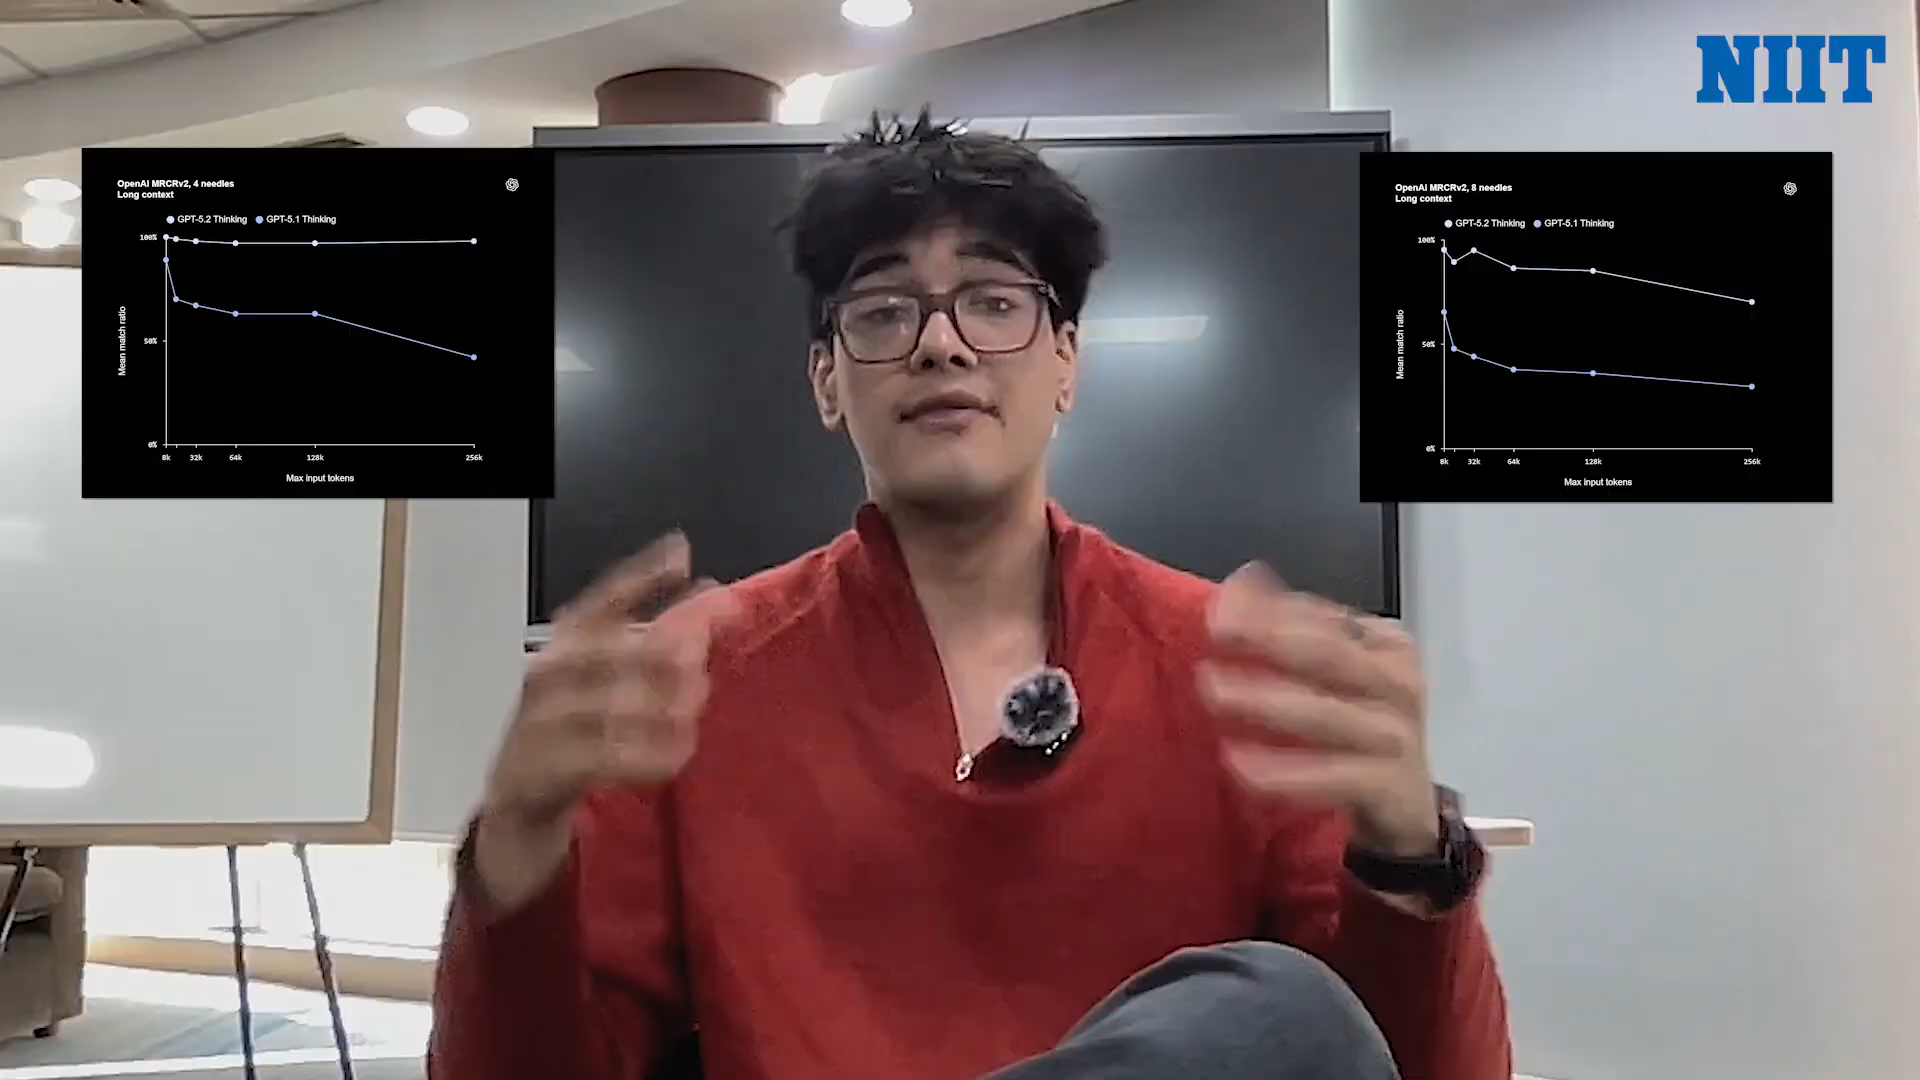 NIIT
OpenAI MRCRv2, 4 needles
Long context
GPT-5.2 Thinking GPT-5.1 Thinking
100%
50%
0%
Mean match ratio
8k 32k 64k 128k 256k
Max input tokens
OpenAI MRCRv2, 8 needles
Long context
GPT-5.2 Thinking GPT-5.1 Thinking
100%
50%
0%
Mean match ratio
8k 32k 64k 128k 256k
Max input tokens